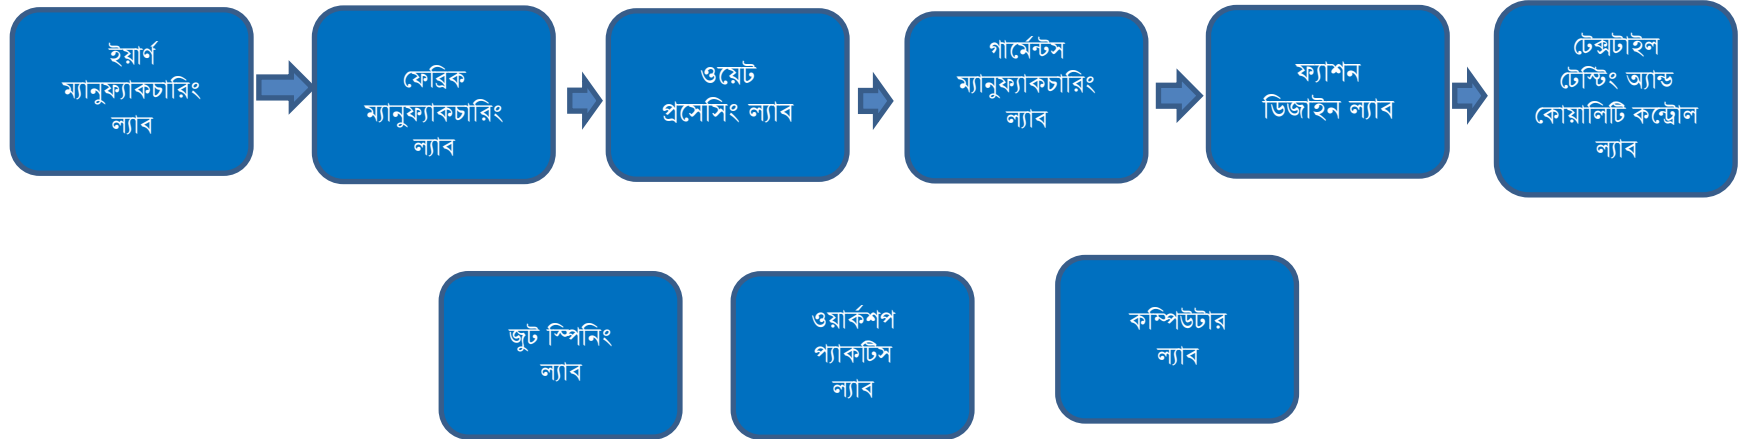 ইয়ার্ণ
ম্যানুফ্যাকচারিং
ল্যাব
ফেব্রিক
ম্যানুফ্যাকচারিং
ল্যাব
ওয়েট
প্রসেসিং ল্যাব
গার্মেন্টস
ম্যানুফ্যাকচারিং
ল্যাব
ফ্যাশন
ডিজাইন ল্যাব
টেক্সটাইল
টেস্টিং অ্যান্ড
কোয়ালিটি কন্ট্রোল
ল্যাব
জুট স্পিনিং
ল্যাব
ওয়ার্কশপ
প্যাকটিস
ল্যাব
কম্পিউটার
ল্যাব